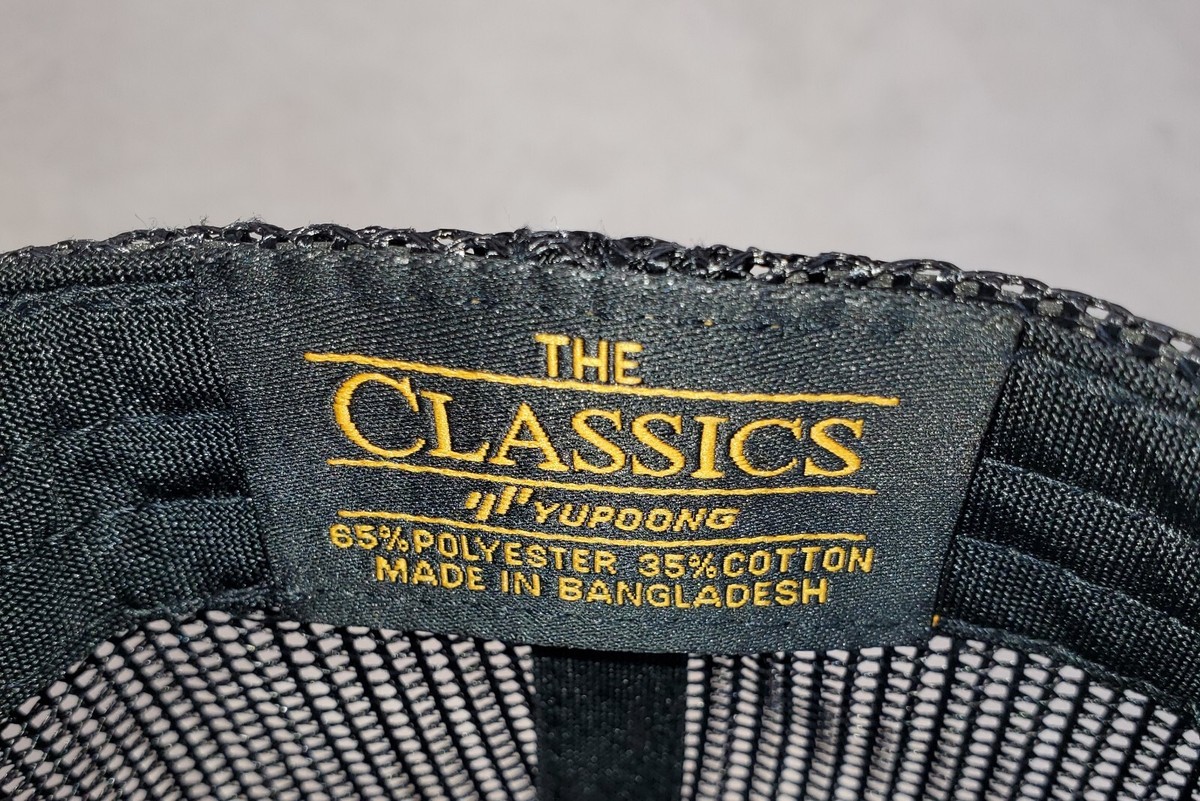 THE
CLASSICS
YUPOONG
65%POLYESTER 35%COTTON
MADE IN BANGLADESH